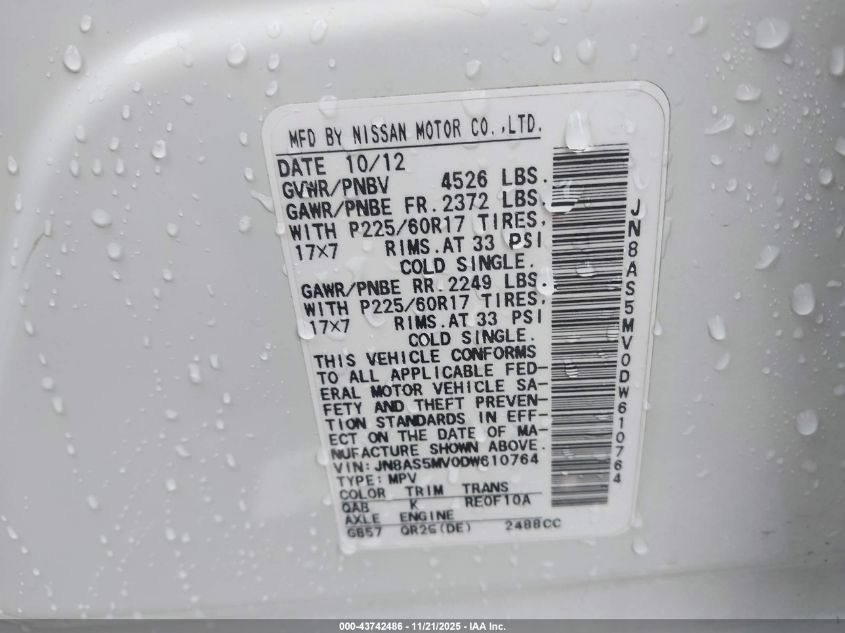 MFD BY NISSAN MOTOR CO.,LTD.
DATE 10/12
GVWR/PNBV 4526 LBS.
GAWR/PNBE FR. 2372 LBS.
WITH P225/60R17 TIRES,
17×7 RIMS.AT 33 PSI
COLD SINGLE.
GAWR/PNBE RR. 2249 LBS.
WITH P225/60R17 TIRES,
17×7 RIMS.AT 33 PSI
COLD SINGLE.
THIS VEHICLE CONFORMS
TO ALL APPLICABLE FED-
ERAL MOTOR VEHICLE SA-
FETY AND THEFT PREVEN-
TION STANDARDS IN EFF-
ECT ON THE DATE OF MA-
NUFACTURE SHOWN ABOVE.
VIN: JN8AS5MV0DW610764
TYPE: MPV
COLOR TRIM TRANS
QAB K RE0F10A
AXLE ENGINE
GB57 QR25(DE) 2488CC
JN8AS5MV0DW610764
000-43742486 - 11/21/2025 - IAA Inc.